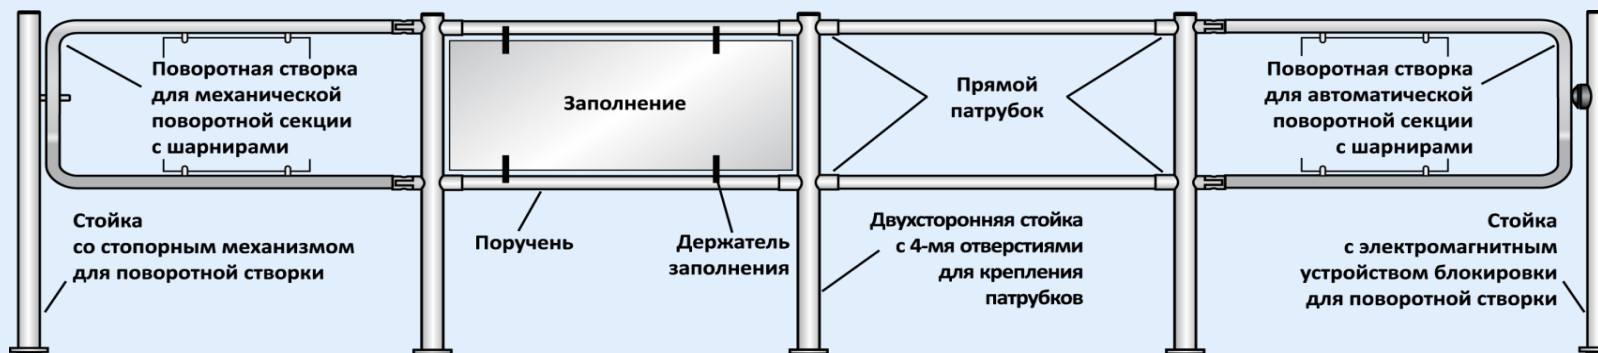 Поворотная створка
для механической
поворотной секции
с шарнирами
Заполнение
Прямой
патрубок
Поворотная створка
для автоматической
поворотной секции
с шарнирами
Стойка
со стопорным механизмом
для поворотной створки
Поручень
Держатель
заполнения
Двухсторонняя стойка
с 4-мя отверстиями
для крепления
патрубков
Стойка
с электромагнитным
устройством блокировки
для поворотной створки